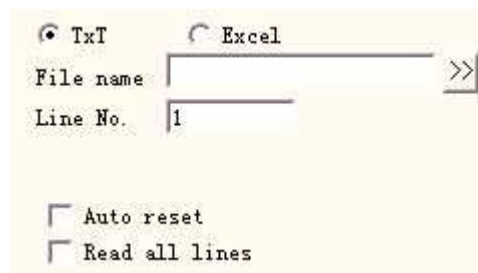 TxT Excel
File name >>
Line No. 1
Auto reset
Read all lines